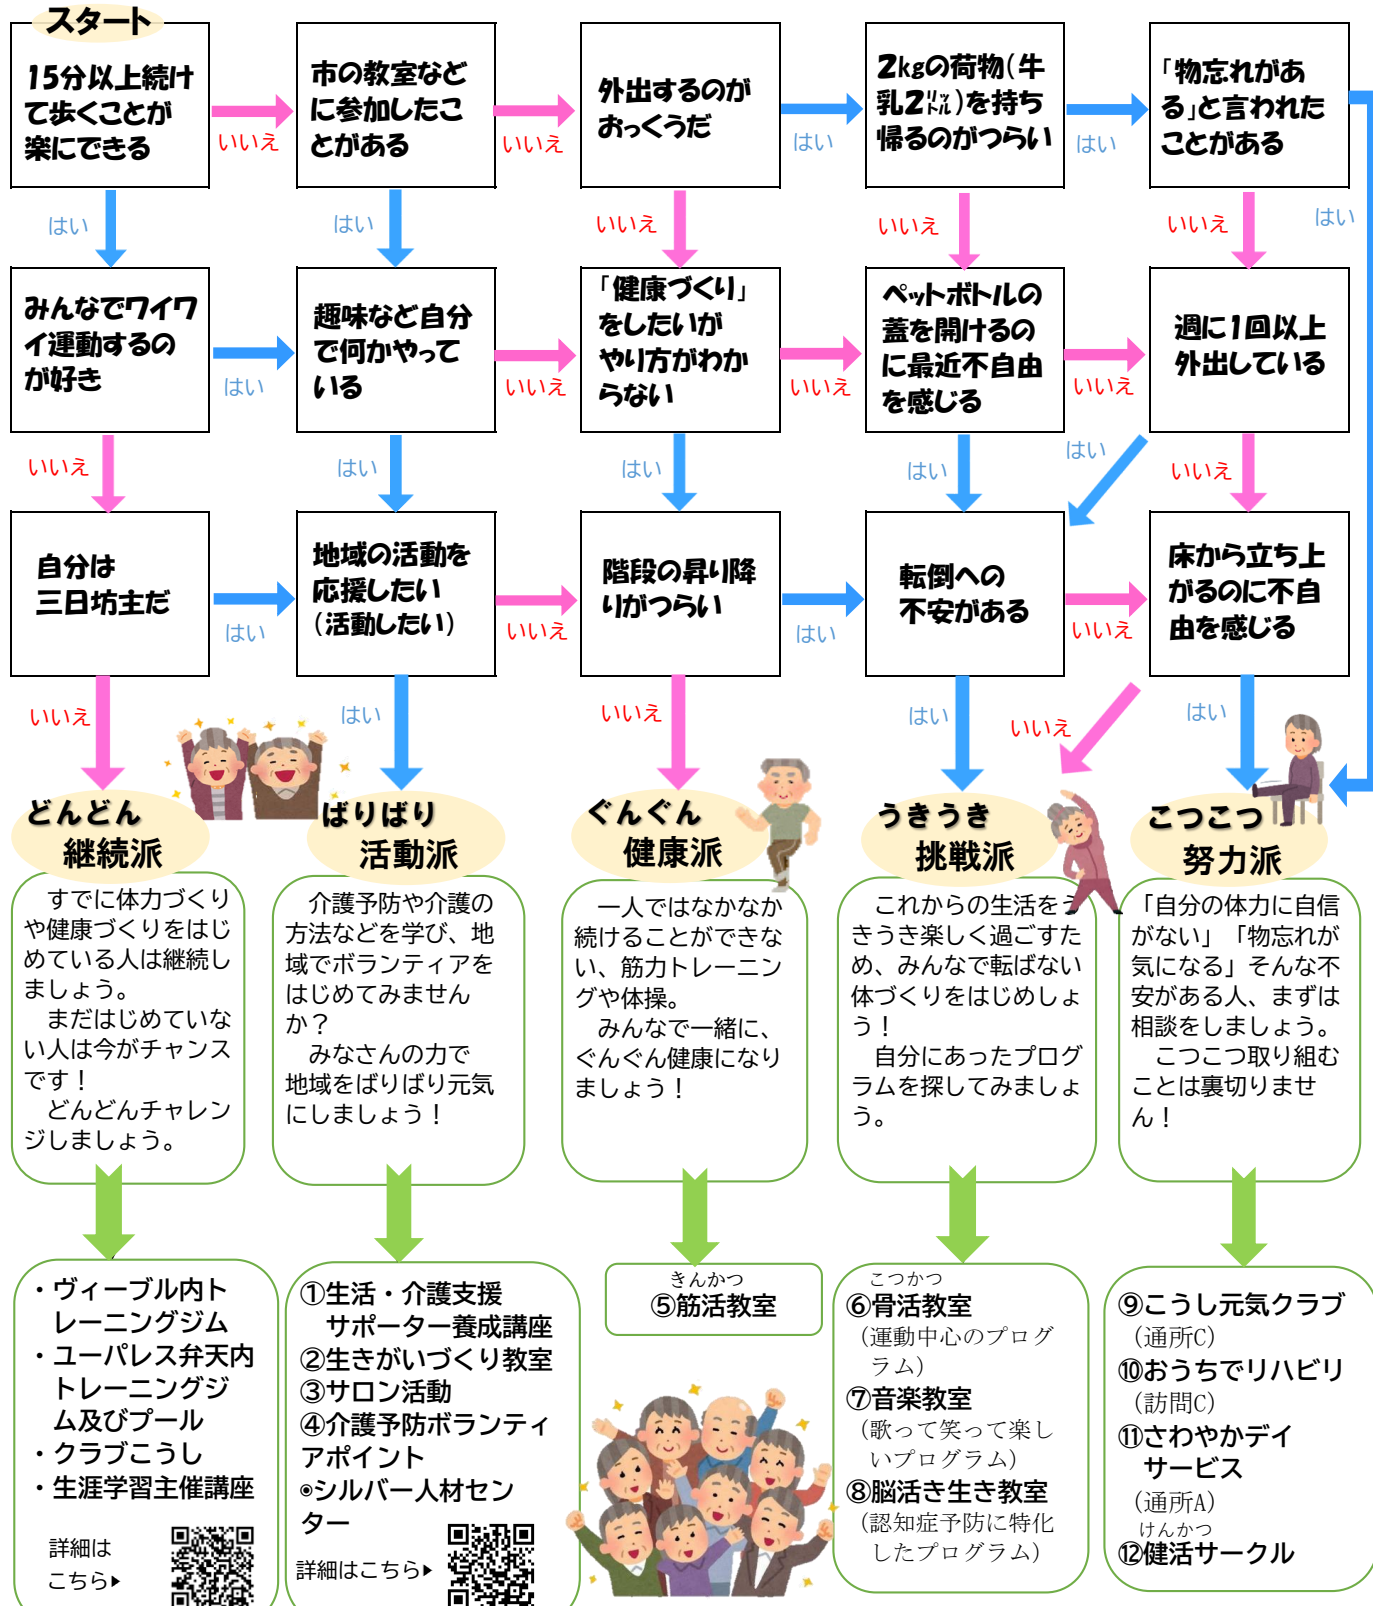 スタート
15分以上続け
て歩くことが
楽にできる
いいえ
市の教室など
に参加したこ
とがある
いいえ
外出するのが
おっくうだ
はい
2kgの荷物(牛
乳2リットル)を持ち
帰るのがつらい
はい
「物忘れがあ
る」と言われた
ことがある
はい
はい
いいえ
いいえ
いいえ
はい
みんなでワイワ
イ運動するの
が好き
はい
趣味など自分
で何かやって
いる
いいえ
「健康づくり」
をしたいが
やり方がわか
らない
いいえ
ペットボトルの
蓋を開けるの
に最近不自由
を感じる
いいえ
週に1回以上
外出している
いいえ
はい
はい
はい
はい
いいえ
自分は
三日坊主だ
はい
地域の活動を
応援したい
(活動したい)
いいえ
階段の昇り降
りがつらい
はい
転倒への
不安がある
いいえ
床から立ち上
がるのに不自
由を感じる
いいえ
はい
いいえ
はい
いいえ
はい
どんどん
継続派
ばりばり
活動派
ぐんぐん
健康派
うきうき
挑戦派
こつこつ
努力派
すでに体力づくり
や健康づくりをはじ
めている人は継続し
ましょう。
まだはじめていな
い人は今がチャンス
です!
どんどんチャレン
ジしましょう。
介護予防や介護の
方法などを学び、地
域でボランティアを
はじめてみません
か?
みなさんの力で
地域をばりばり元気
にしましょう!
一人ではなかなか
続けることができな
い、筋力トレーニン
グや体操。
みんなで一緒に、
ぐんぐん健康になり
ましょう!
これからの生活をう
きうき楽しく過ごすた
め、みんなで転ばない
体づくりをはじめしょ
う!
自分にあったプログ
ラムを探してみましょ
う。
「自分の体力に自信
がない」「物忘れが
気になる」そんな不
安がある人、まずは
相談をしましょう。
こつこつ取り組む
ことは裏切りませ
ん!
・ヴィーブル内ト
レーニングジム
・ユーパレス弁天内
トレーニングジ
ム及びプール
・クラブこうし
・生涯学習主催講座
詳細は
こちら▶
①生活・介護支援
サポーター養成講座
②生きがいづくり教室
③サロン活動
④介護予防ボランティ
アポイント
◉シルバー人材セン
ター
詳細はこちら▶
きんかつ
⑤筋活教室
こつかつ
⑥骨活教室
(運動中心のプログ
ラム)
⑦音楽教室
(歌って笑って楽し
いプログラム)
⑧脳活き生き教室
(認知症予防に特化
したプログラム)
⑨こうし元気クラブ
(通所C)
⑩おうちでリハビリ
(訪問C)
⑪さわやかデイ
サービス
(通所A)
けんかつ
⑫健活サークル